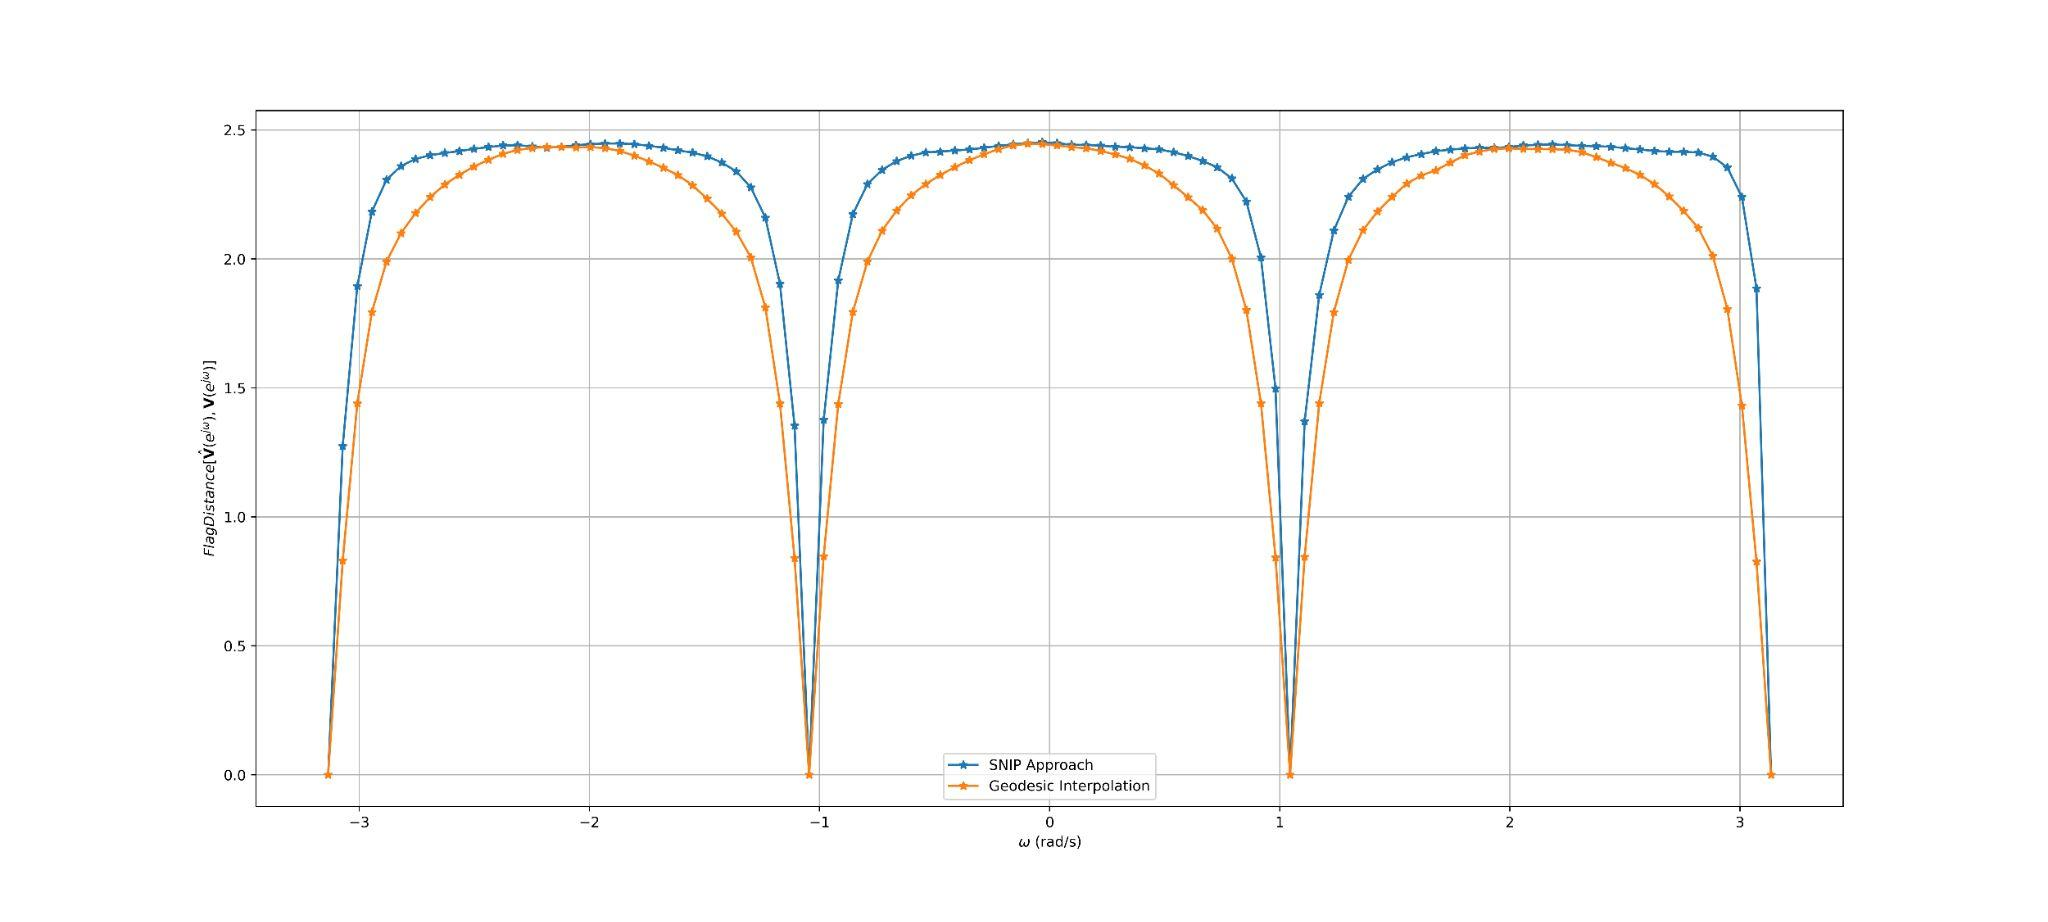 2.5
2.0
1.5
1.0
0.5
0.0
FlagDistance[V̂(e^{jω}), V(e^{jω})]
SNIP Approach
Geodesic Interpolation
−3 −2 −1 0 1 2 3
ω (rad/s)